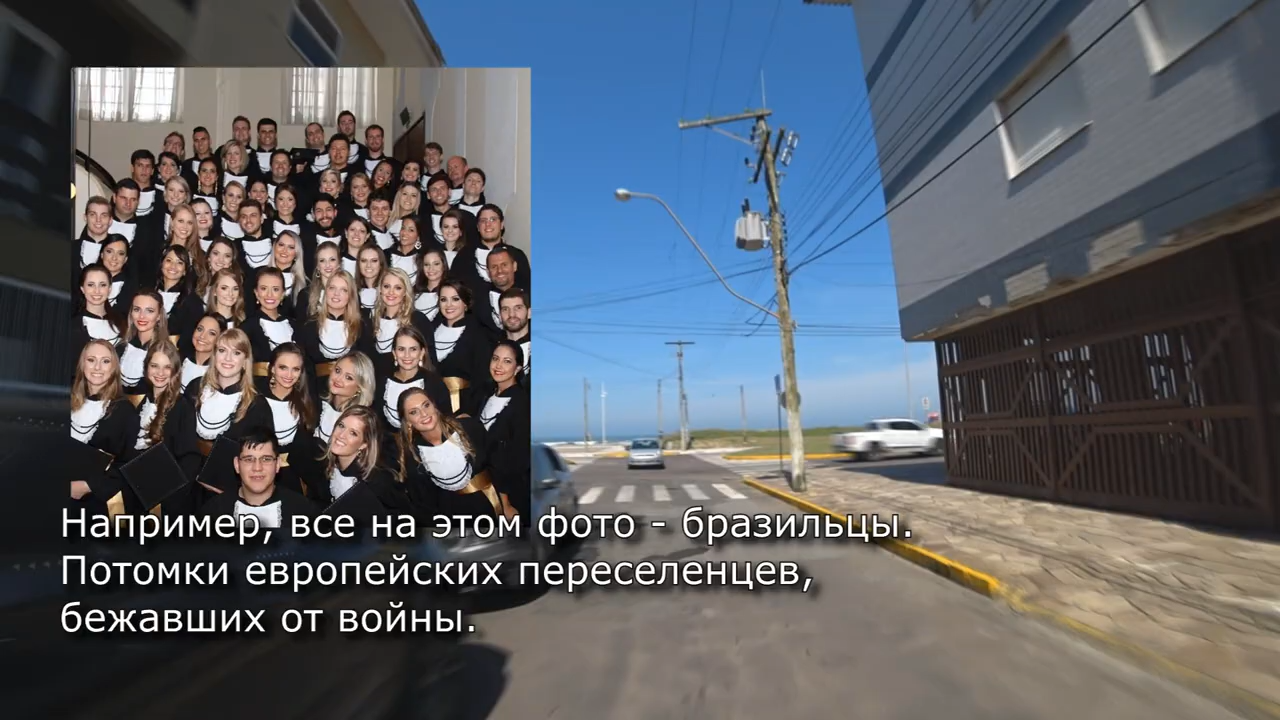 Например, все на этом фото - бразильцы.
Потомки европейских переселенцев,
бежавших от войны.